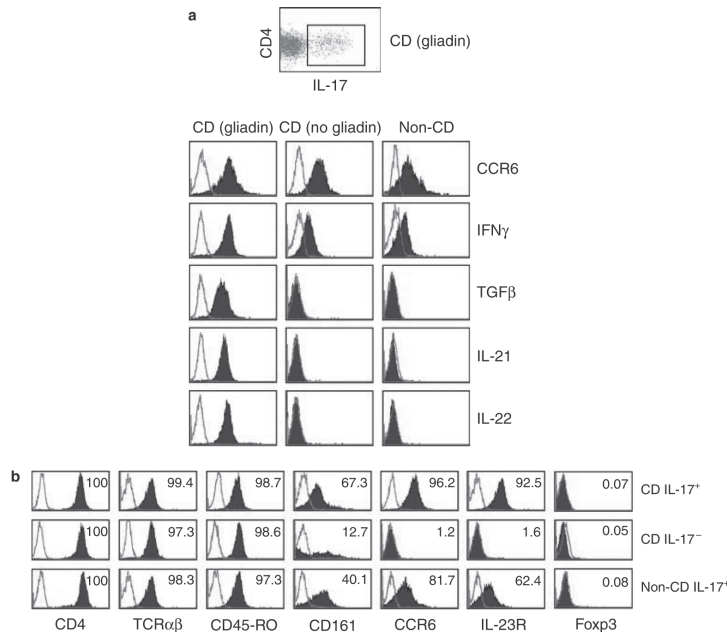 a
CD4
CD (gliadin)
IL-17
CD (gliadin) CD (no gliadin) Non-CD
CCR6
IFNγ
TGFβ
IL-21
IL-22
b
100 99.4 98.7 67.3 96.2 92.5 0.07 CD IL-17⁺
100 97.3 98.6 12.7 1.2 1.6 0.05 CD IL-17⁻
100 98.3 97.3 40.1 81.7 62.4 0.08 Non-CD IL-17⁺
CD4 TCRαβ CD45-RO CD161 CCR6 IL-23R Foxp3